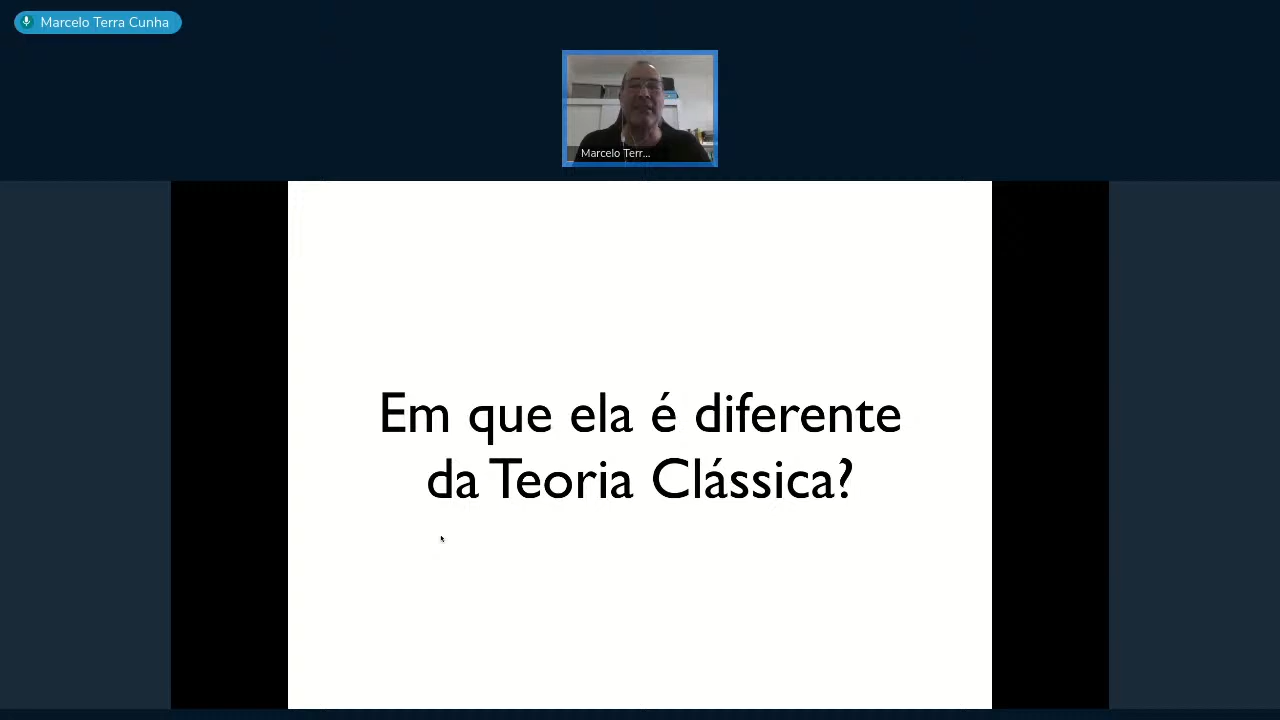 Marcelo Terra Cunha
Marcelo Terr...
Em que ela é diferente
da Teoria Clássica?